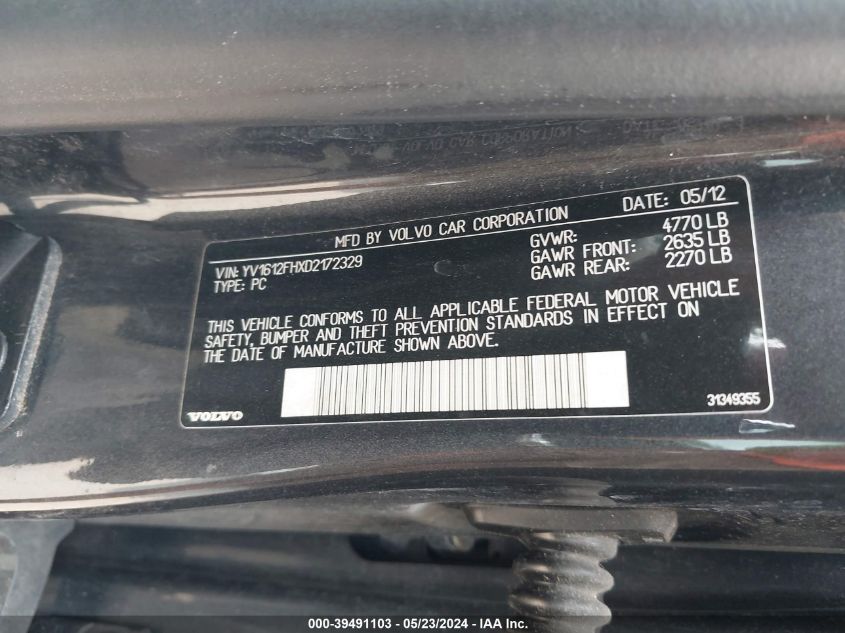 MFD BY VOLVO CAR CORPORATION DATE: 05/12
VIN: YV1612FHXD2172329
TYPE: PC
GVWR: 4770 LB
GAWR FRONT: 2635 LB
GAWR REAR: 2270 LB
THIS VEHICLE CONFORMS TO ALL APPLICABLE FEDERAL MOTOR VEHICLE
SAFETY, BUMPER AND THEFT PREVENTION STANDARDS IN EFFECT ON
THE DATE OF MANUFACTURE SHOWN ABOVE.
VOLVO 31349355
000-39491103 - 05/23/2024 - IAA Inc.